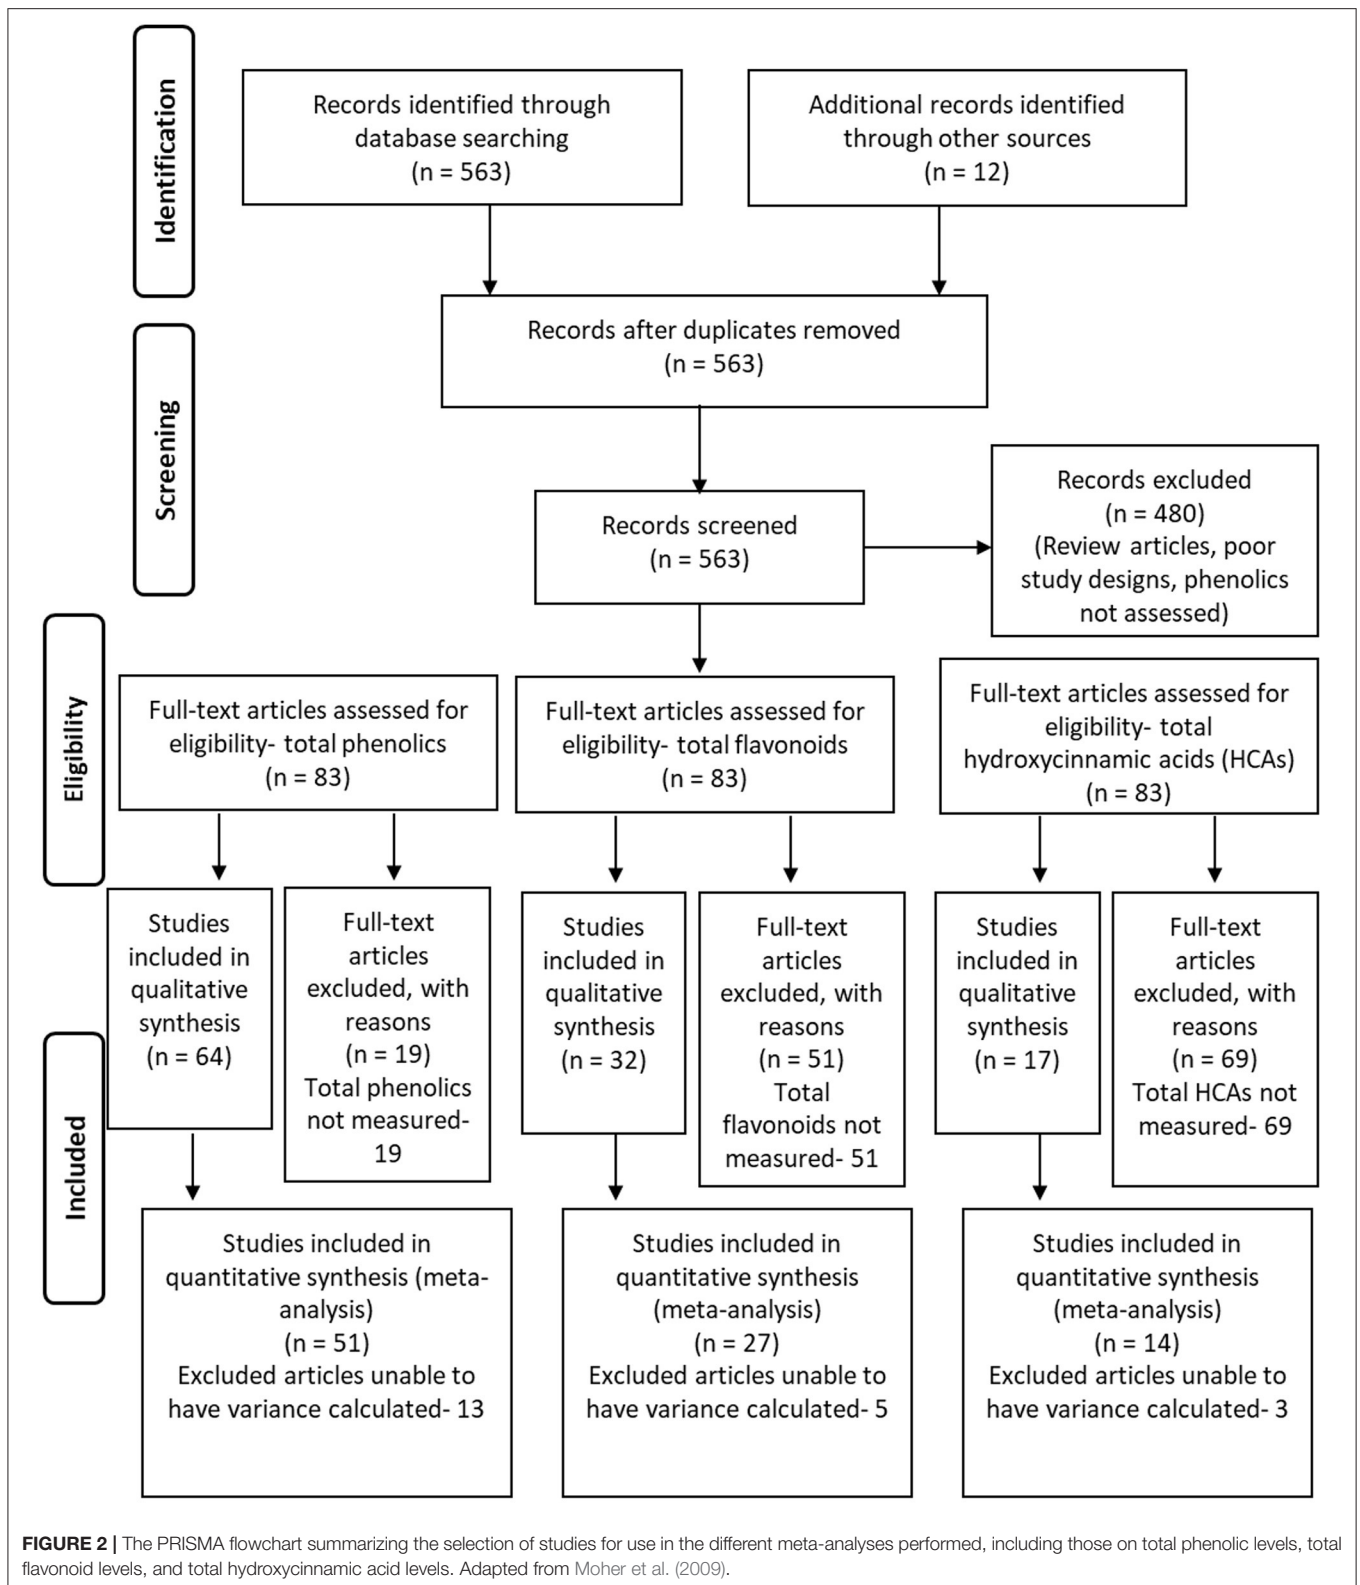 Identification
Records identified through
database searching
(n = 563)
Additional records identified
through other sources
(n = 12)
Records after duplicates removed
(n = 563)
Screening
Records screened
(n = 563)
Records excluded
(n = 480)
(Review articles, poor
study designs, phenolics
not assessed)
Eligibility
Full-text articles assessed for
eligibility- total phenolics
(n = 83)
Full-text articles assessed for
eligibility- total flavonoids
(n = 83)
Full-text articles assessed for
eligibility- total
hydroxycinnamic acids (HCAs)
(n = 83)
Studies
included in
qualitative
synthesis
(n = 64)
Full-text
articles
excluded, with
reasons
(n = 19)
Total phenolics
not measured-
19
Studies
included in
qualitative
synthesis
(n = 32)
Full-text
articles
excluded, with
reasons
(n = 51)
Total
flavonoids not
measured- 51
Studies
included in
qualitative
synthesis
(n = 17)
Full-text
articles
excluded, with
reasons
(n = 69)
Total HCAs not
measured- 69
Included
Studies included in
quantitative synthesis (meta-
analysis)
(n = 51)
Excluded articles unable to
have variance calculated- 13
Studies included in
quantitative synthesis
(meta-analysis)
(n = 27)
Excluded articles unable to
have variance calculated- 5
Studies included in
quantitative synthesis
(meta-analysis)
(n = 14)
Excluded articles unable to
have variance calculated- 3
FIGURE 2 | The PRISMA flowchart summarizing the selection of studies for use in the different meta-analyses performed, including those on total phenolic levels, total
flavonoid levels, and total hydroxycinnamic acid levels. Adapted from Moher et al. (2009).